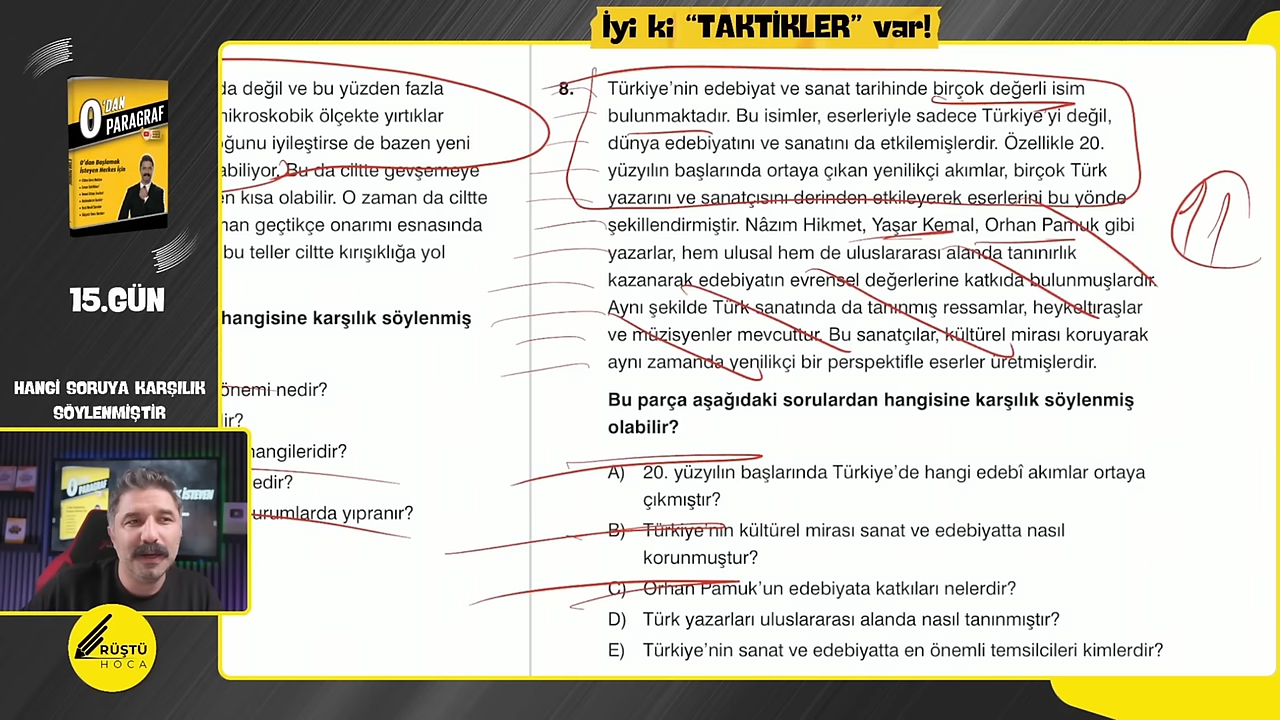 İyi ki "TAKTİKLER" var!
0'DAN
PARAGRAF
0'dan Başlamak
İsteyen Herkes İçin
15.GÜN
HANGİ SORUYA KARŞILIK
SÖYLENMİŞTİR
RÜŞTÜ
HOCA
da değil ve bu yüzden fazla
mikroskobik ölçekte yırtıklar
ğunu iyileştirse de bazen yeni
abiliyor. Bu da ciltte gevşemeye
en kısa olabilir. O zaman da ciltte
man geçtikçe onarımı esnasında
bu teller ciltte kırışıklığa yol
hangisine karşılık söylenmiş
önemi nedir?
ir?
hangileridir?
edir?
urumlarda yıpranır?
8. Türkiye'nin edebiyat ve sanat tarihinde birçok değerli isim
bulunmaktadır. Bu isimler, eserleriyle sadece Türkiye'yi değil,
dünya edebiyatını ve sanatını da etkilemişlerdir. Özellikle 20.
yüzyılın başlarında ortaya çıkan yenilikçi akımlar, birçok Türk
yazarını ve sanatçısını derinden etkileyerek eserlerini bu yönde
şekillendirmiştir. Nâzım Hikmet, Yaşar Kemal, Orhan Pamuk gibi
yazarlar, hem ulusal hem de uluslararası alanda tanınırlık
kazanarak edebiyatın evrensel değerlerine katkıda bulunmuşlardır.
Aynı şekilde Türk sanatında da tanınmış ressamlar, heykeltıraşlar
ve müzisyenler mevcuttur. Bu sanatçılar, kültürel mirası koruyarak
aynı zamanda yenilikçi bir perspektifle eserler üretmişlerdir.
Bu parça aşağıdaki sorulardan hangisine karşılık söylenmiş
olabilir?
A) 20. yüzyılın başlarında Türkiye'de hangi edebî akımlar ortaya
çıkmıştır?
B) Türkiye'nin kültürel mirası sanat ve edebiyatta nasıl
korunmuştur?
C) Orhan Pamuk'un edebiyata katkıları nelerdir?
D) Türk yazarları uluslararası alanda nasıl tanınmıştır?
E) Türkiye'nin sanat ve edebiyatta en önemli temsilcileri kimlerdir?
11